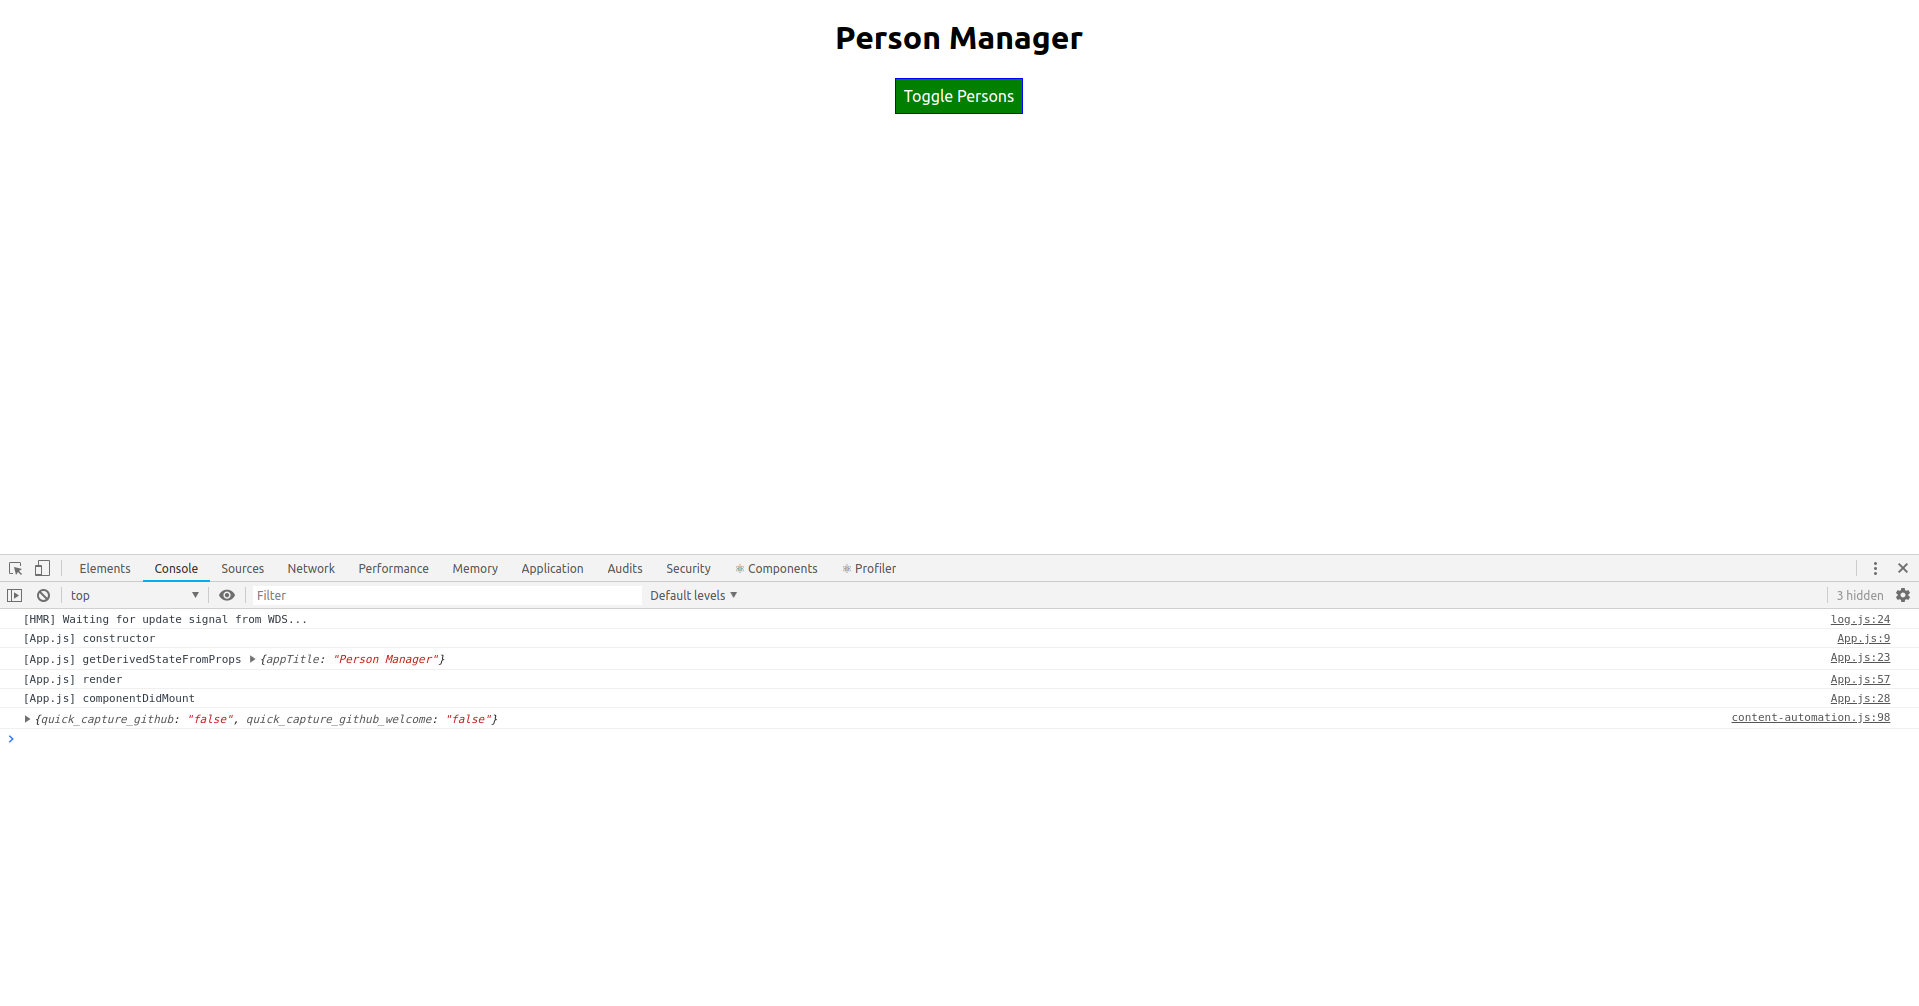 Person Manager
Toggle Persons
Elements Console Sources Network Performance Memory Application Audits Security Components Profiler
top Filter Default levels 3 hidden
[HMR] Waiting for update signal from WDS... log.js:24
[App.js] constructor App.js:9
[App.js] getDerivedStateFromProps {appTitle: "Person Manager"} App.js:23
[App.js] render App.js:57
[App.js] componentDidMount App.js:28
{quick_capture_github: "false", quick_capture_github_welcome: "false"} content-automation.js:98